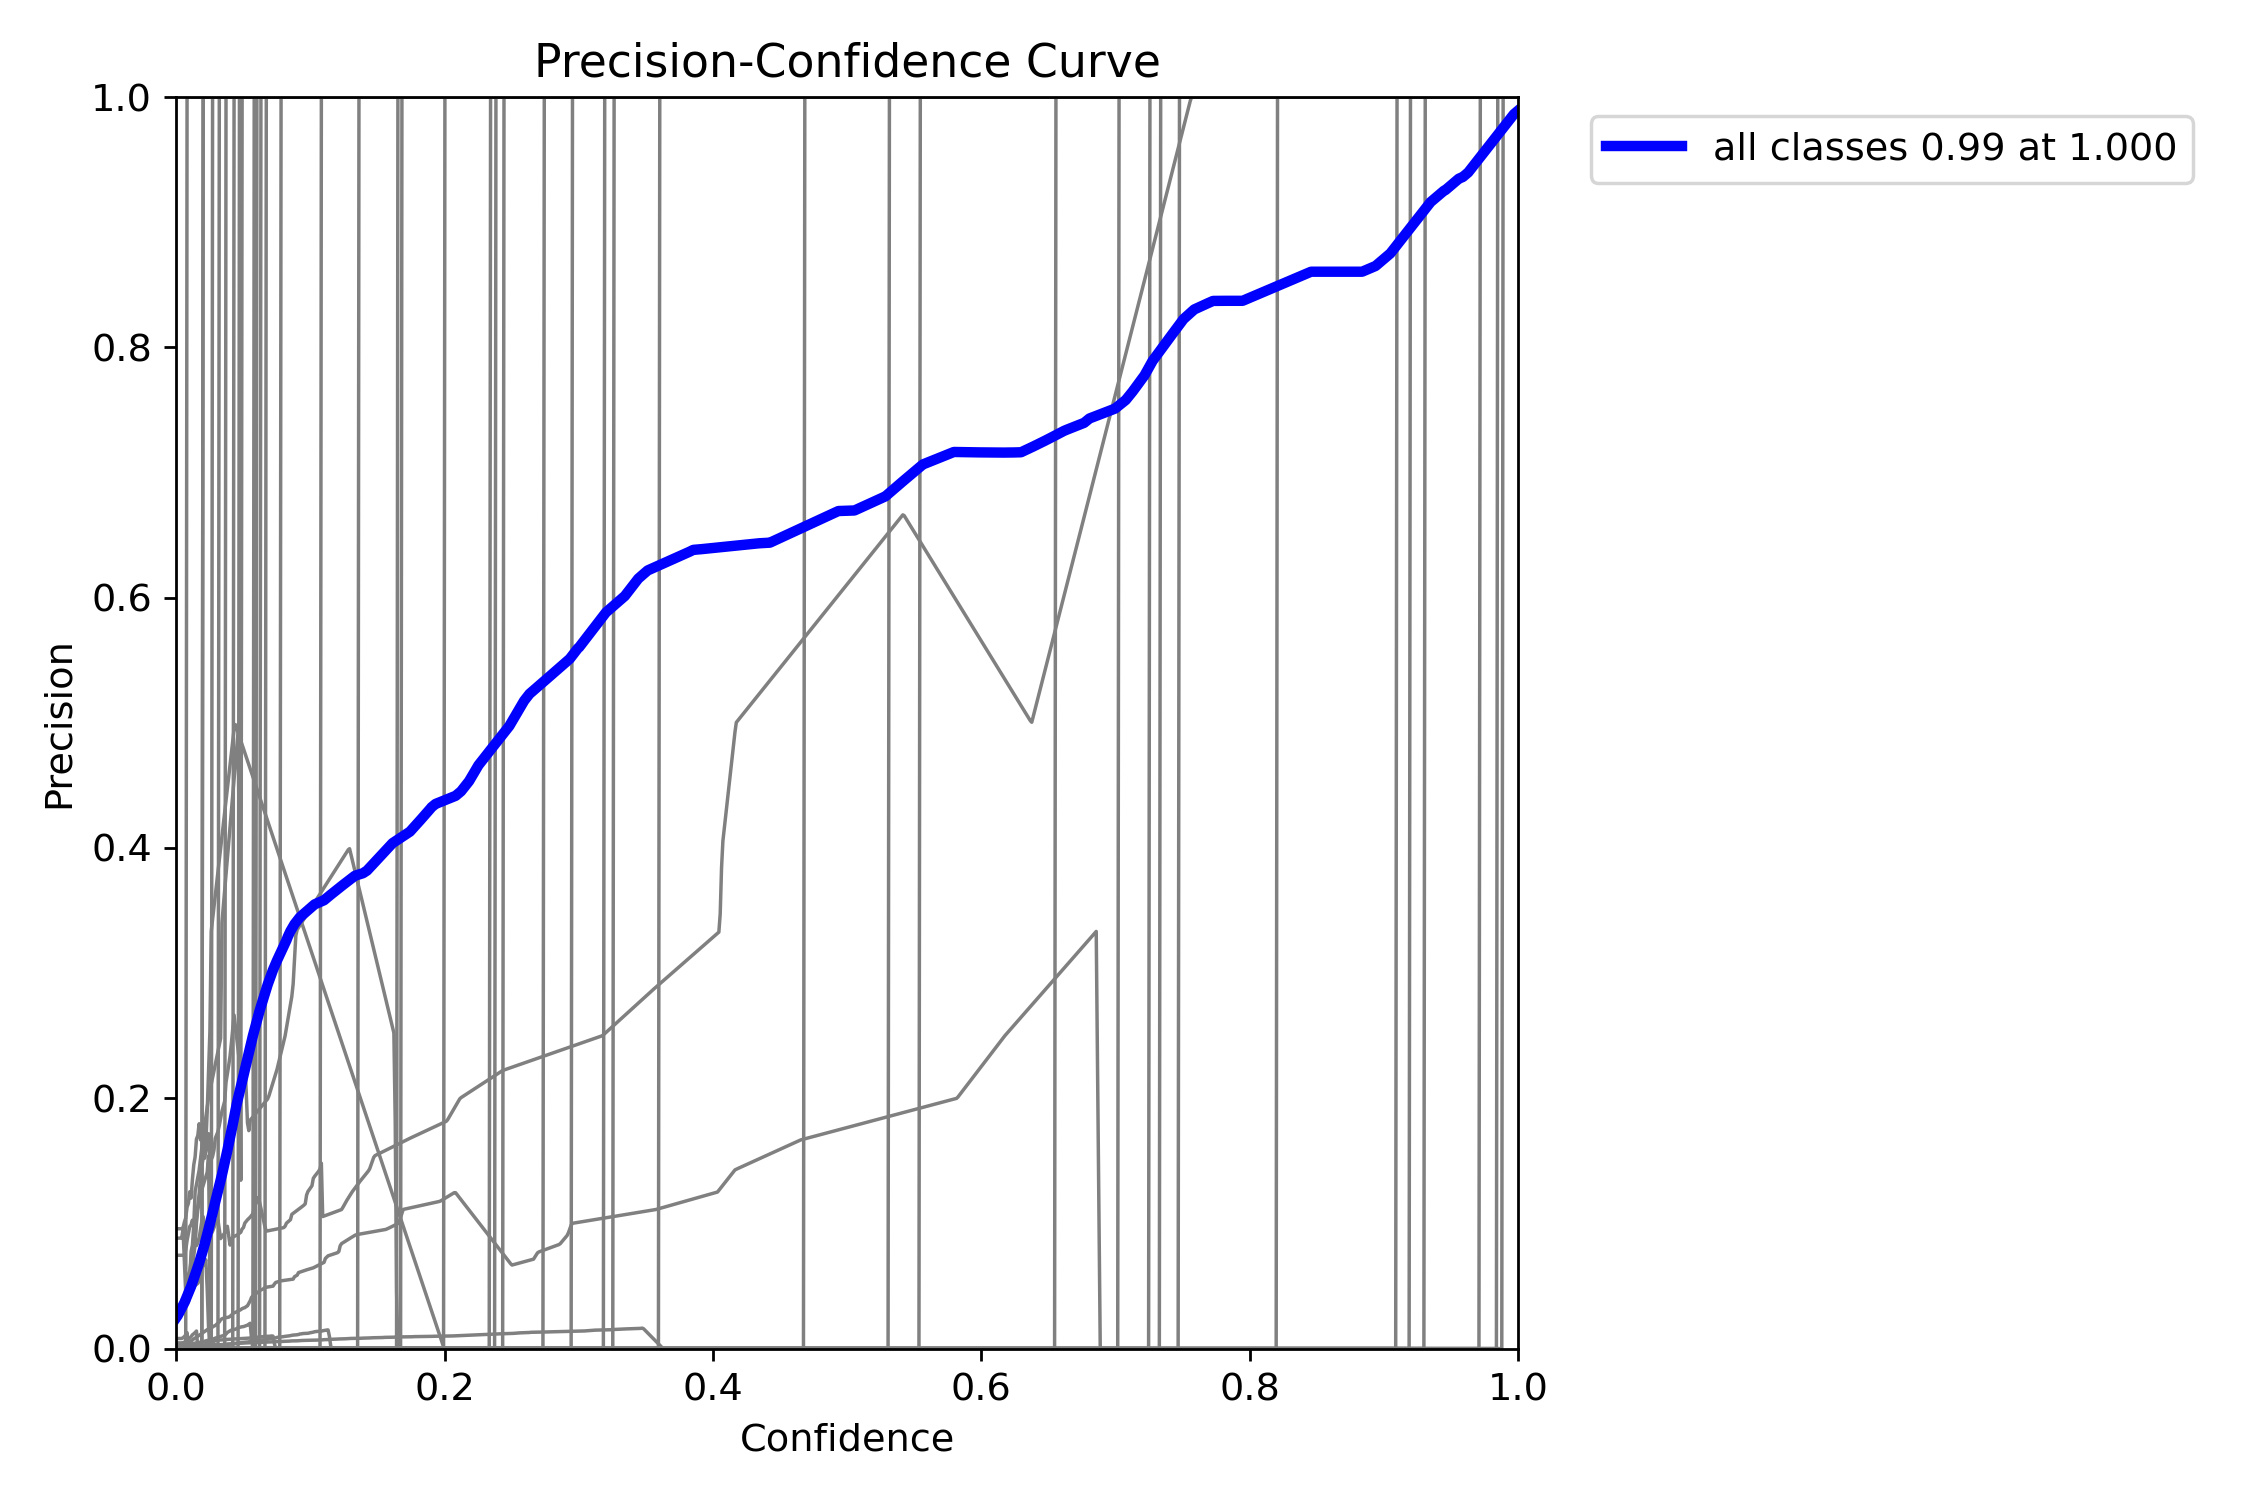 Precision-Confidence Curve
all classes 0.99 at 1.000
1.0
0.8
0.6
0.4
0.2
0.0
Precision
0.0 0.2 0.4 0.6 0.8 1.0
Confidence